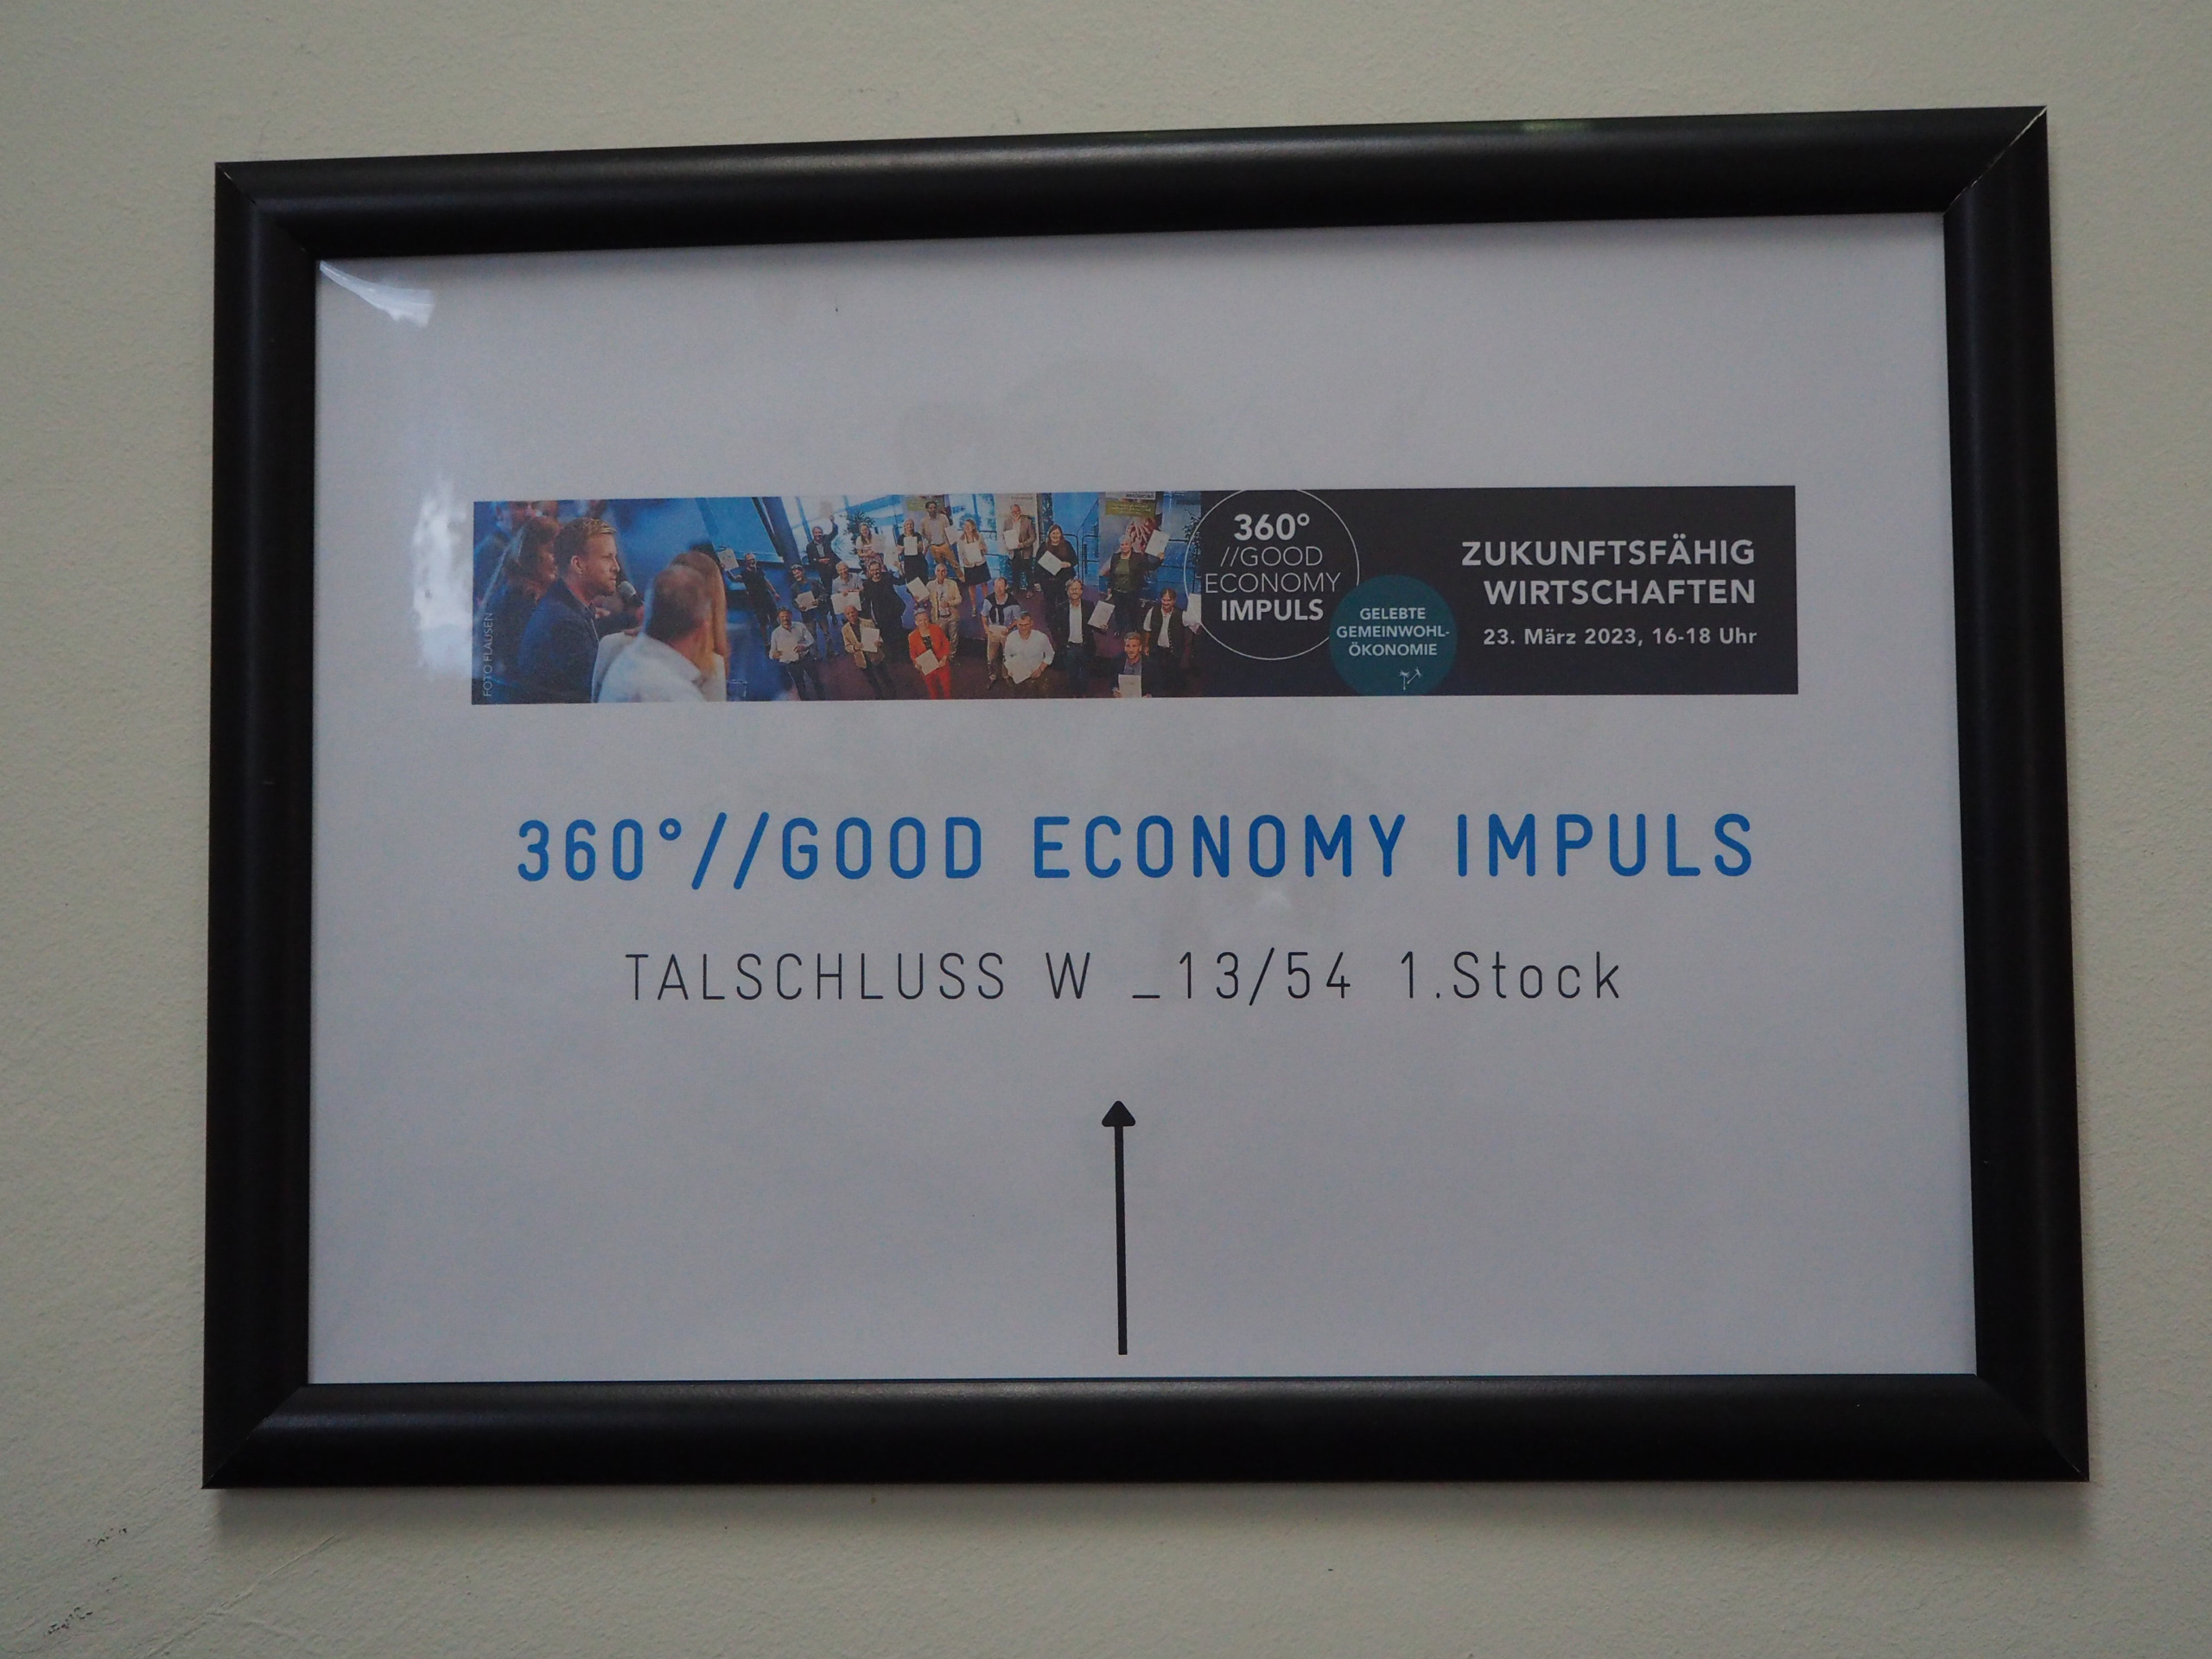 FOTO FLAUSEN
360°
//GOOD
ECONOMY
IMPULS
GELEBTE
GEMEINWOHL-
ÖKONOMIE
ZUKUNFTSFÄHIG
WIRTSCHAFTEN
23. März 2023, 16-18 Uhr
360°//GOOD ECONOMY IMPULS
TALSCHLUSS W _13/54 1.Stock